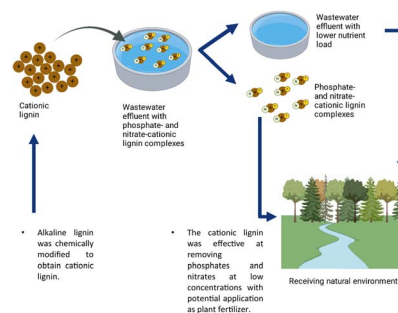 Cationic
lignin
Wastewater
effluent with
phosphate- and
nitrate-cationic
lignin complexes
Wastewater
effluent with
lower nutrient
load
Phosphate-
and nitrate-
cationic lignin
complexes
• Alkaline lignin
was chemically
modified to
obtain cationic
lignin.
• The cationic lignin
was effective at
removing
phosphates and
nitrates at low
concentrations with
potential application
as plant fertilizer.
Receiving natural environment